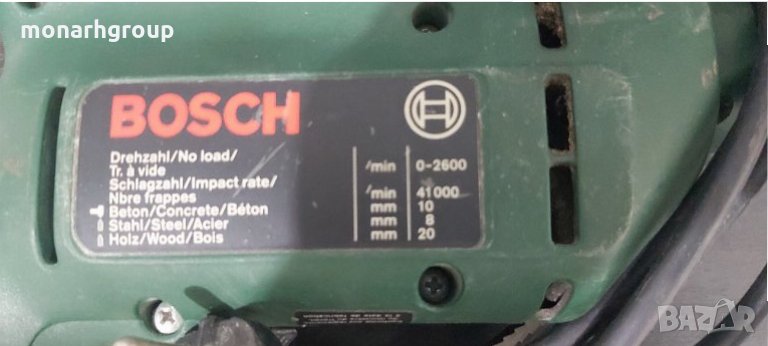 monarhgroup
BOSCH
Drehzahl/No load/
Tr. à vide /min 0-2600
Schlagzahl/Impact rate/
Nbre frappes /min 41000
Beton/Concrete/Béton mm 10
Stahl/Steel/Acier mm 8
Holz/Wood/Bois mm 20
BAZAR